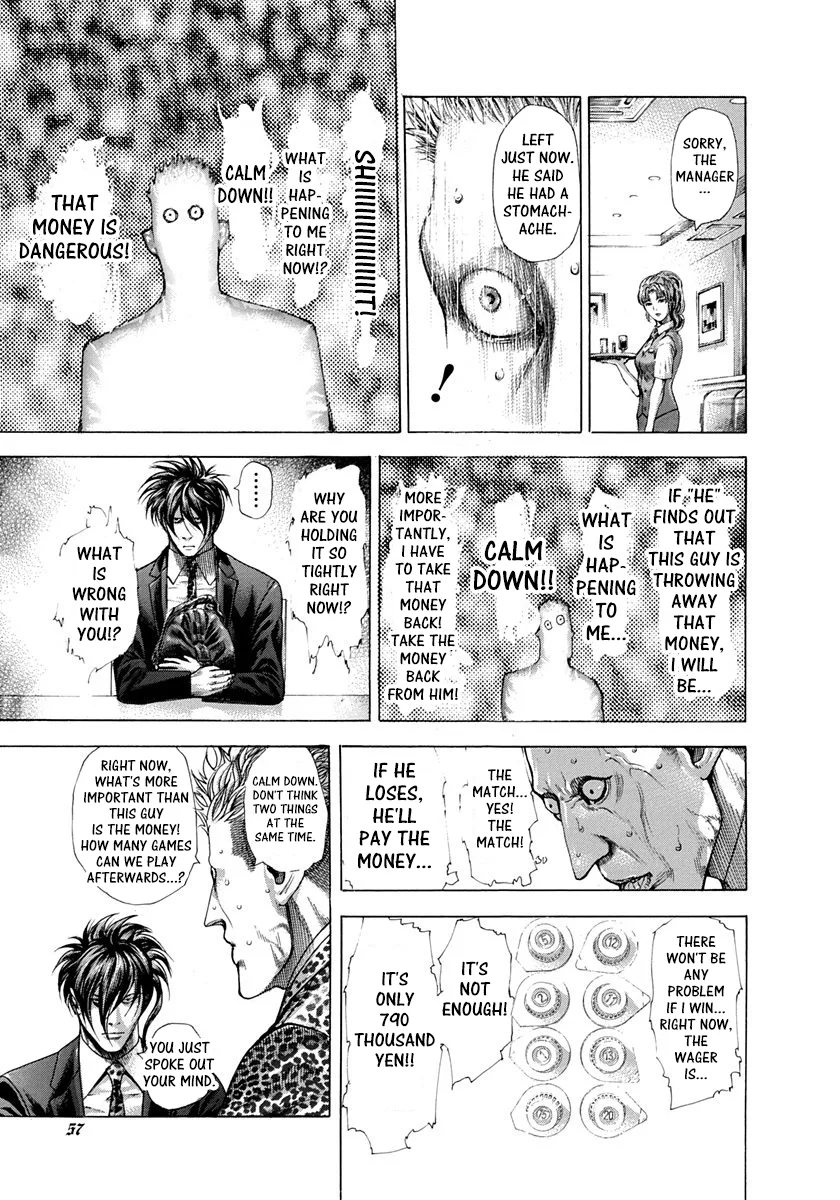 SORRY,
THE
MANAGER
...
LEFT
JUST NOW.
HE SAID
HE HAD A
STOMACH-
ACHE.
!
SHIIIIIIIIIIIIIIIIIT!
WHAT
IS
HAP-
PENING
TO ME
RIGHT
NOW!?
CALM
DOWN!!
THAT
MONEY IS
DANGEROUS!
IF "HE"
FINDS OUT
THAT
THIS GUY IS
THROWING
AWAY
THAT
MONEY,
I WILL
BE...
WHAT
IS
HAP-
PENING
TO
ME...
CALM
DOWN!!
MORE
IMPOR-
TANTLY,
I HAVE
TO TAKE
THAT
MONEY
BACK!
TAKE THE
MONEY
BACK
FROM HIM!
......
WHY
ARE YOU
HOLDING
IT SO
TIGHTLY
RIGHT
NOW!?
WHAT
IS
WRONG
WITH
YOU!?
THE
MATCH...
YES!
THE
MATCH!
IF HE
LOSES,
HE'LL
PAY THE
MONEY...
THERE
WON'T BE
ANY
PROBLEM
IF I WIN...
RIGHT NOW,
THE
WAGER
IS...
5
12
2
13
75
20
IT'S
NOT
ENOUGH!
IT'S
ONLY
790
THOUSAND
YEN!!
CALM DOWN.
DON'T THINK
TWO THINGS
AT THE
SAME TIME.
RIGHT NOW,
WHAT'S MORE
IMPORTANT THAN
THIS GUY
IS THE MONEY!
HOW MANY GAMES
CAN WE PLAY
AFTERWARDS...?
YOU JUST
SPOKE OUT
YOUR MIND.
57